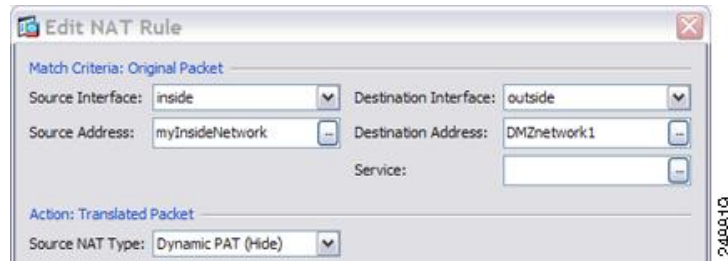 Edit NAT Rule
Match Criteria: Original Packet
Source Interface: inside Destination Interface: outside
Source Address: myInsideNetwork ... Destination Address: DMZnetwork1 ...
Service: ...
Action: Translated Packet
Source NAT Type: Dynamic PAT (Hide)
248819